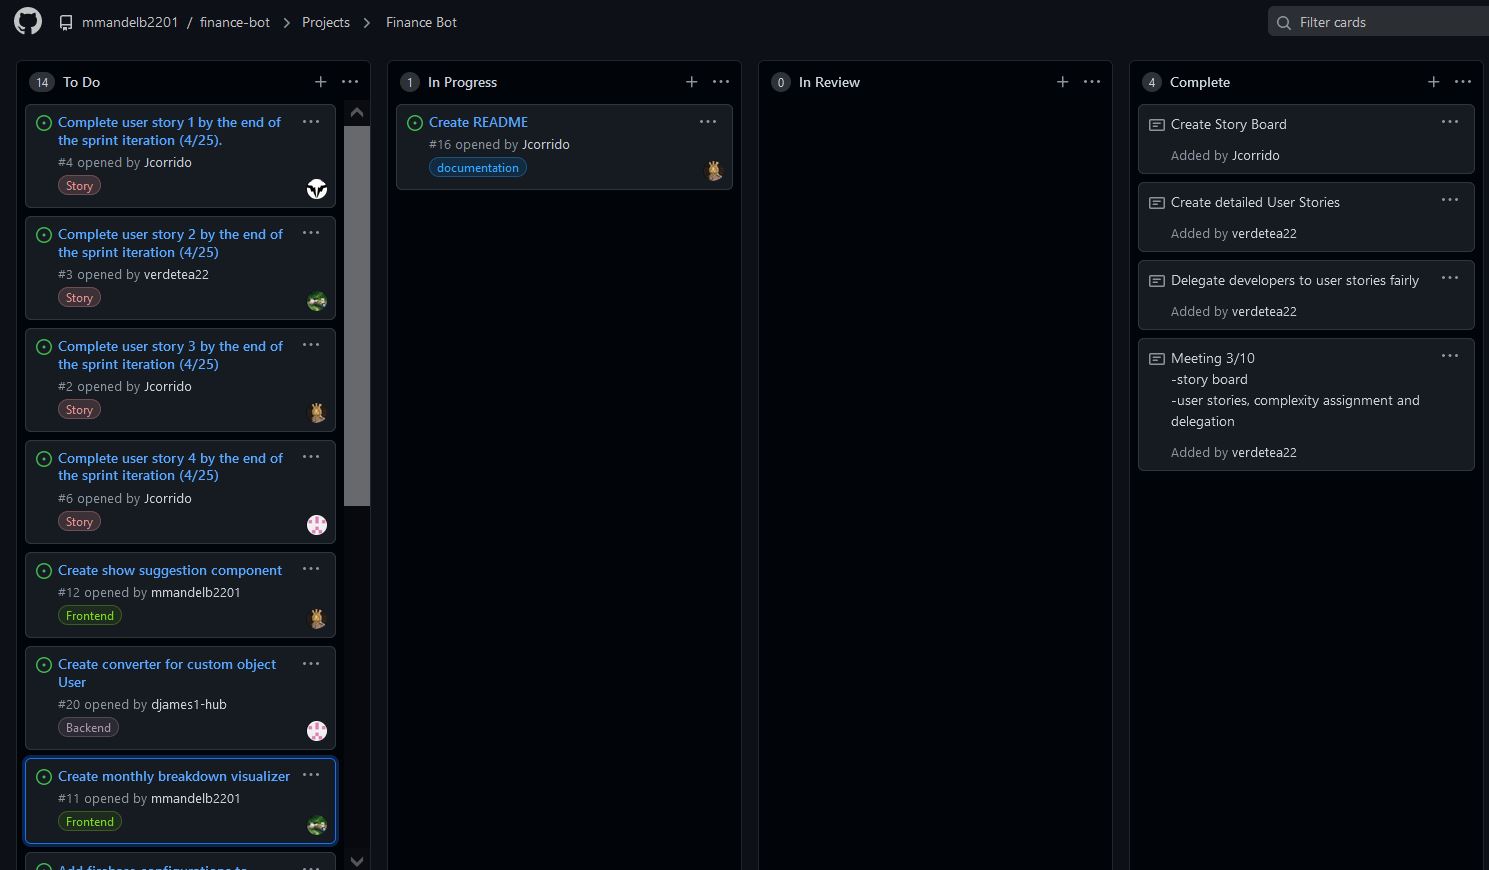 mmandelb2201 / finance-bot > Projects > Finance Bot
Filter cards
14 To Do + ...
Complete user story 1 by the end of
the sprint iteration (4/25).
#4 opened by Jcorrido
Story
Complete user story 2 by the end of
the sprint iteration (4/25)
#3 opened by verdetea22
Story
Complete user story 3 by the end of
the sprint iteration (4/25)
#2 opened by Jcorrido
Story
Complete user story 4 by the end of
the sprint iteration (4/25)
#6 opened by Jcorrido
Story
Create show suggestion component
#12 opened by mmandelb2201
Frontend
Create converter for custom object
User
#20 opened by djames1-hub
Backend
Create monthly breakdown visualizer
#11 opened by mmandelb2201
Frontend
Add firebase configurations to
1 In Progress + ...
Create README
#16 opened by Jcorrido
documentation
0 In Review + ...
4 Complete + ...
Create Story Board
Added by Jcorrido
Create detailed User Stories
Added by verdetea22
Delegate developers to user stories fairly
Added by verdetea22
Meeting 3/10
-story board
-user stories, complexity assignment and
delegation
Added by verdetea22